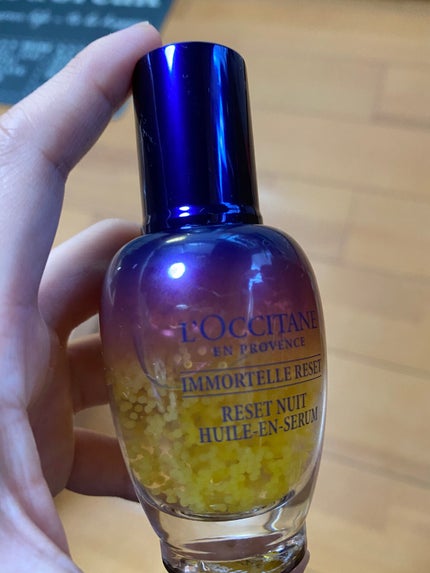 L'OCCITANE
EN PROVENCE
IMMORTELLE RESET
RESET NUIT
HUILE-EN-SERUM